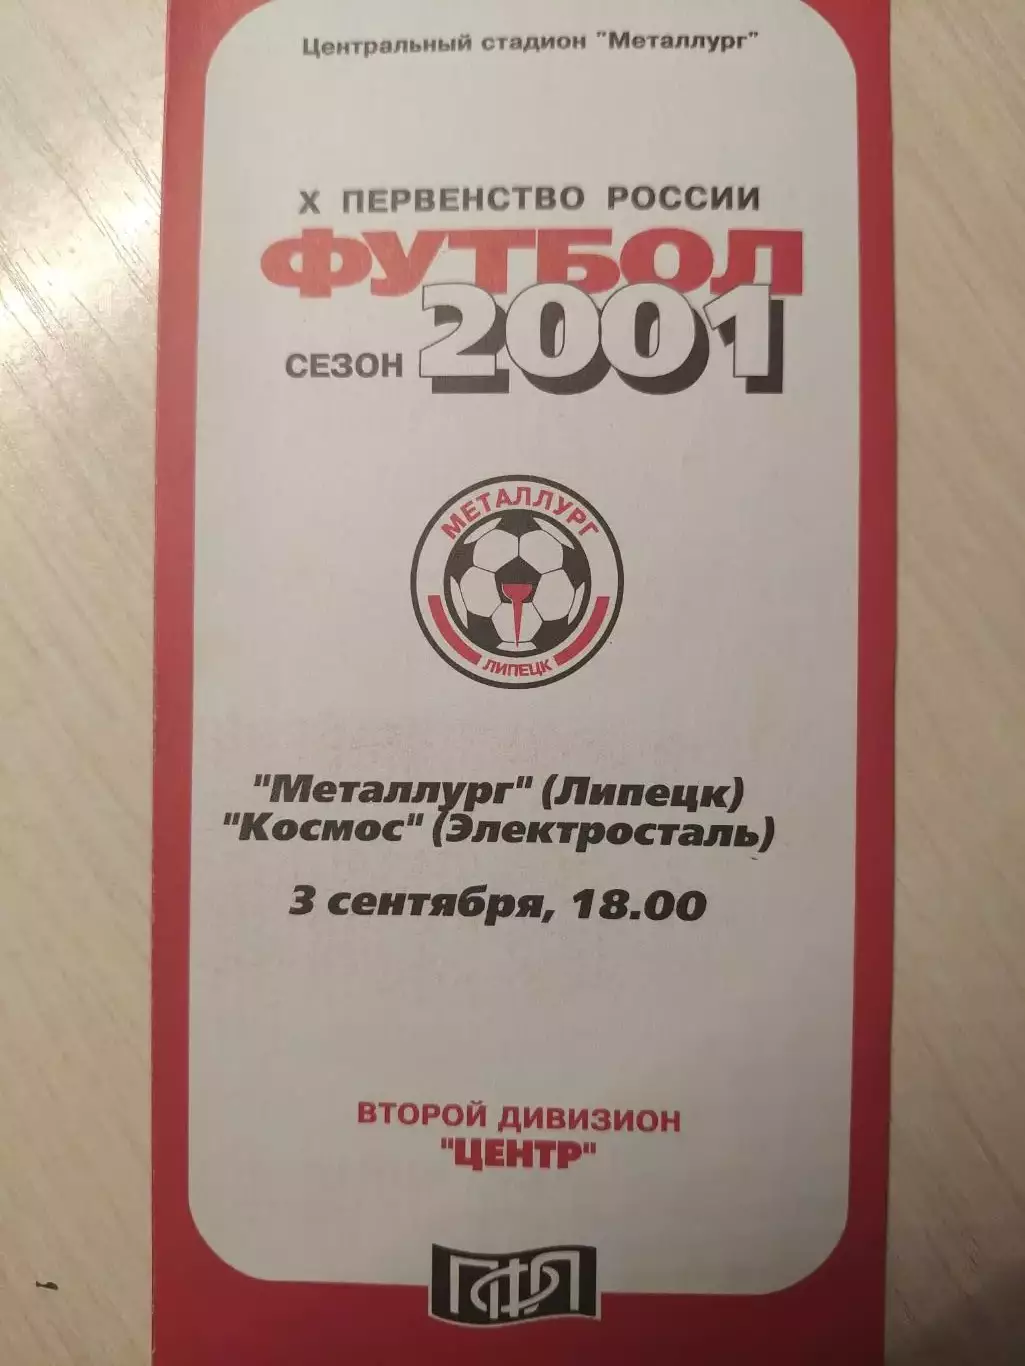 Центральный стадион "Металлург"
X ПЕРВЕНСТВО РОССИИ
ФУТБОЛ
СЕЗОН 2001
МЕТАЛЛУРГ
ЛИПЕЦК
"Металлург" (Липецк)
"Космос" (Электросталь)
3 сентября, 18.00
ВТОРОЙ ДИВИЗИОН
"ЦЕНТР"
ПФЛ